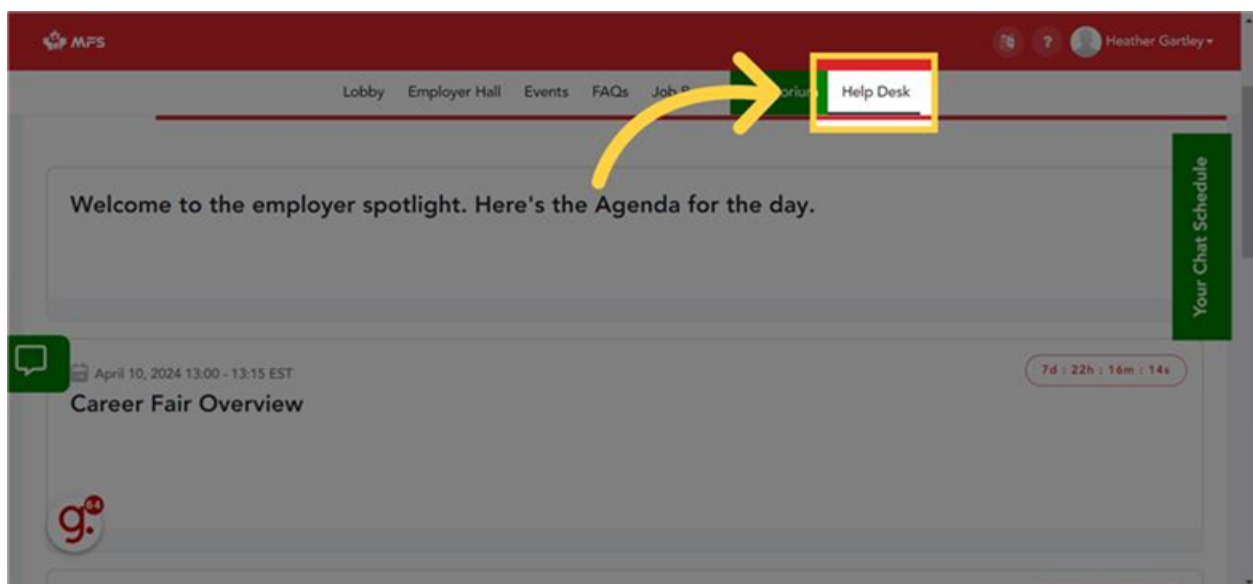 MFS
? Heather Gartley
Lobby Employer Hall Events FAQs Job Help Desk
Welcome to the employer spotlight. Here's the Agenda for the day.
Your Chat Schedule
April 10, 2024 13:00 - 13:15 EST
7d : 22h : 16m : 14s
Career Fair Overview
g. 64